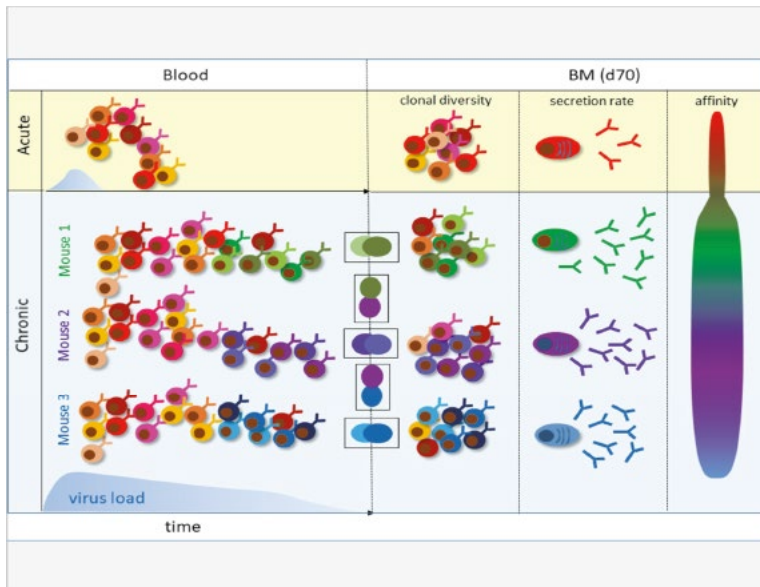 Blood
BM (d70)
clonal diversity
secretion rate
affinity
Acute
Chronic
Mouse 1
Mouse 2
Mouse 3
virus load
time